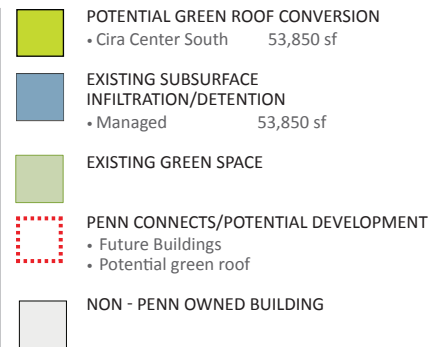 POTENTIAL GREEN ROOF CONVERSION
• Cira Center South 53,850 sf
EXISTING SUBSURFACE
INFILTRATION/DETENTION
• Managed 53,850 sf
EXISTING GREEN SPACE
PENN CONNECTS/POTENTIAL DEVELOPMENT
• Future Buildings
• Potential green roof
NON - PENN OWNED BUILDING